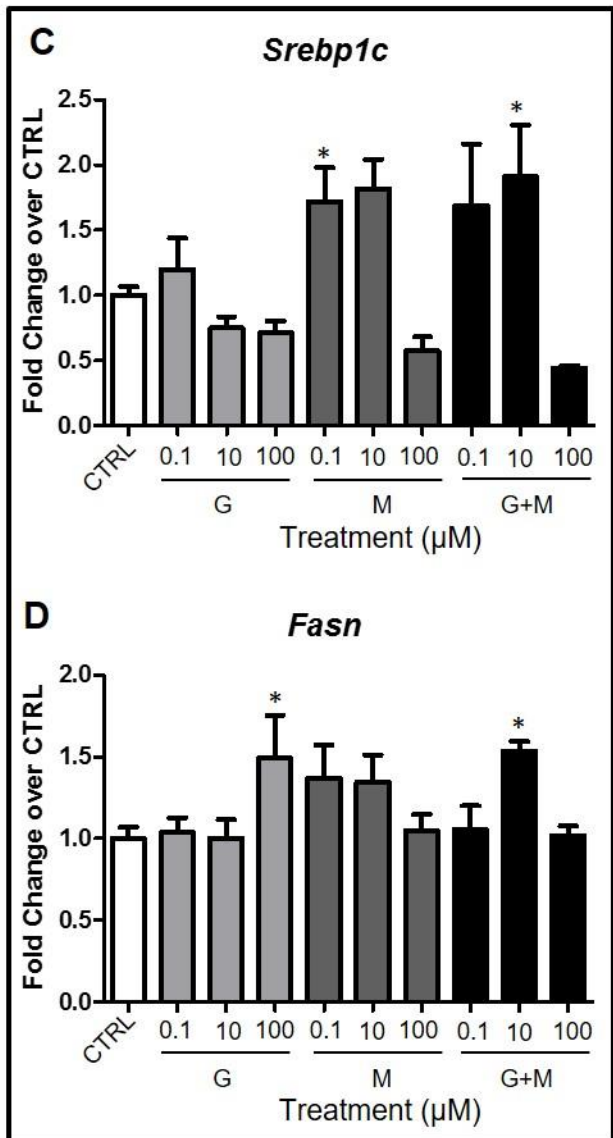 C
Srebp1c
Fold Change over CTRL
2.5
2.0
1.5
1.0
0.5
0.0
* *
CTRL 0.1 10 100 0.1 10 100 0.1 10 100
G M G+M
Treatment (µM)
D
Fasn
Fold Change over CTRL
2.0
1.5
1.0
0.5
0.0
* *
CTRL 0.1 10 100 0.1 10 100 0.1 10 100
G M G+M
Treatment (µM)